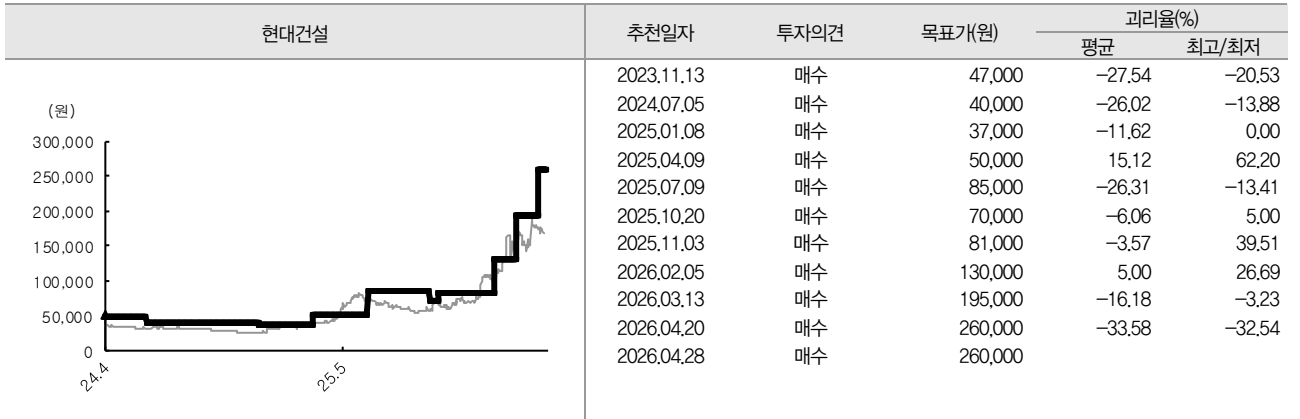 현대건설
(원)
300,000
250,000
200,000
150,000
100,000
50,000
0
24.4
25.5
추천일자 투자의견 목표가(원) 괴리율(%)
평균 최고/최저
2023.11.13 매수 47,000 -27.54 -20.53
2024.07.05 매수 40,000 -26.02 -13.88
2025.01.08 매수 37,000 -11.62 0.00
2025.04.09 매수 50,000 15.12 62.20
2025.07.09 매수 85,000 -26.31 -13.41
2025.10.20 매수 70,000 -6.06 5.00
2025.11.03 매수 81,000 -3.57 39.51
2026.02.05 매수 130,000 5.00 26.69
2026.03.13 매수 195,000 -16.18 -3.23
2026.04.20 매수 260,000 -33.58 -32.54
2026.04.28 매수 260,000